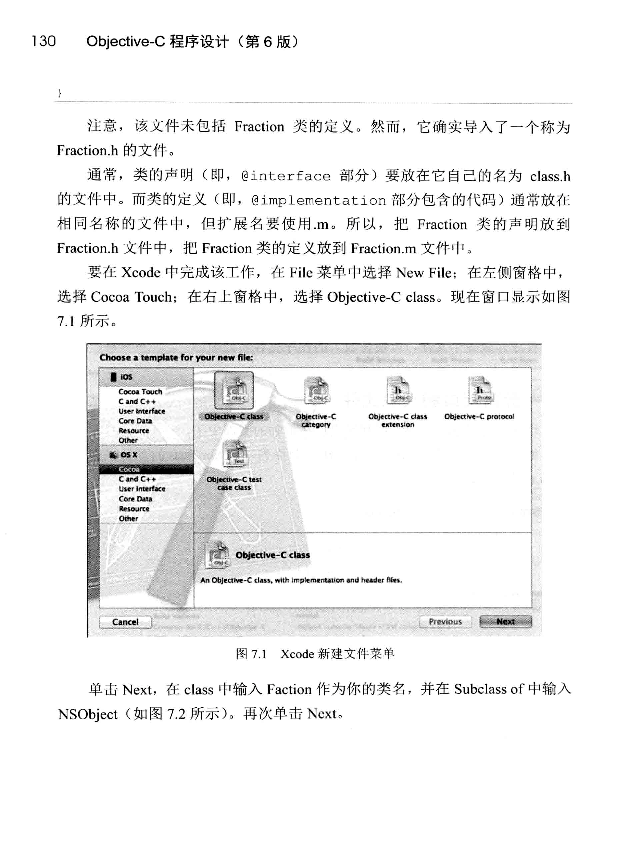 130 Objective-C 程序设计（第 6 版）
}
注意，该文件未包括 Fraction 类的定义。然而，它确实导入了一个称为
Fraction.h 的文件。
通常，类的声明（即，@interface 部分）要放在它自己的名为 class.h
的文件中。而类的定义（即，@implementation 部分包含的代码）通常放在
相同名称的文件中，但扩展名要使用.m。所以，把 Fraction 类的声明放到
Fraction.h 文件中，把 Fraction 类的定义放到 Fraction.m 文件中。
要在 Xcode 中完成该工作，在 File 菜单中选择 New File；在左侧窗格中，
选择 Cocoa Touch；在右上窗格中，选择 Objective-C class。现在窗口显示如图
7.1 所示。
Choose a template for your new file:
iOS
Cocoa Touch
C and C++
User Interface
Core Data
Resource
Other
OS X
Cocoa
C and C++
User Interface
Core Data
Resource
Other
Objective-C class
Objective-C
category
Objective-C class
extension
Objective-C protocol
Objective-C test
case class
Objective-C class
An Objective-C class, with implementation and header files.
Cancel
Previous
Next
图 7.1 Xcode 新建文件菜单
单击 Next，在 class 中输入 Faction 作为你的类名，并在 Subclass of 中输入
NSObject（如图 7.2 所示）。再次单击 Next。